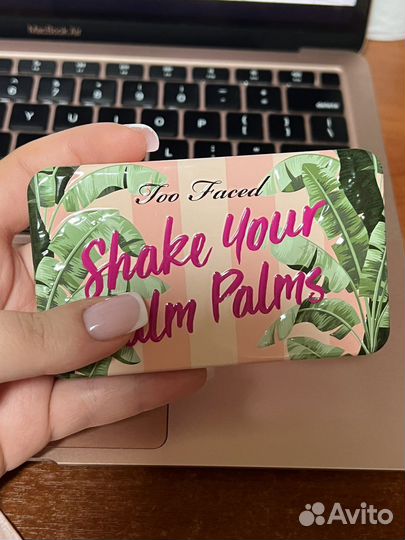 MacBook Air
Too Faced
Shake Your
alm Palms
Avito